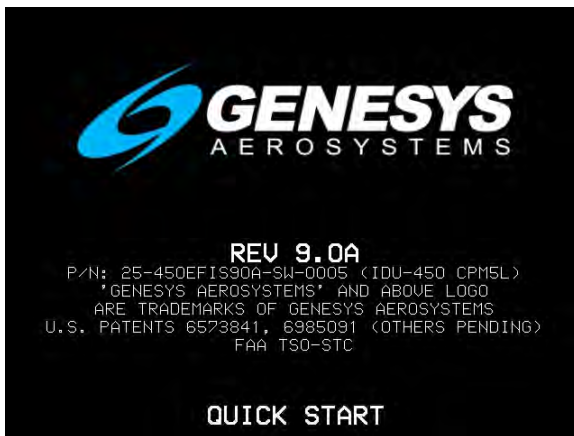 GENESYS
AEROSYSTEMS
REV 9.0A
P/N: 25-450EFIS90A-SW-0005 (IDU-450 CPM5L)
'GENESYS AEROSYSTEMS' AND ABOVE LOGO
ARE TRADEMARKS OF GENESYS AEROSYSTEMS
U.S. PATENTS 6573841, 6985091 (OTHERS PENDING)
FAA TSO-STC
QUICK START